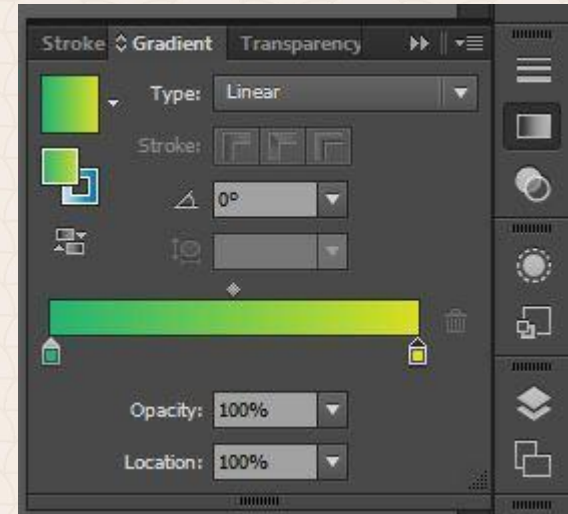 Stroke Gradient Transparency
Type: Linear
Stroke:
0°
Opacity: 100%
Location: 100%